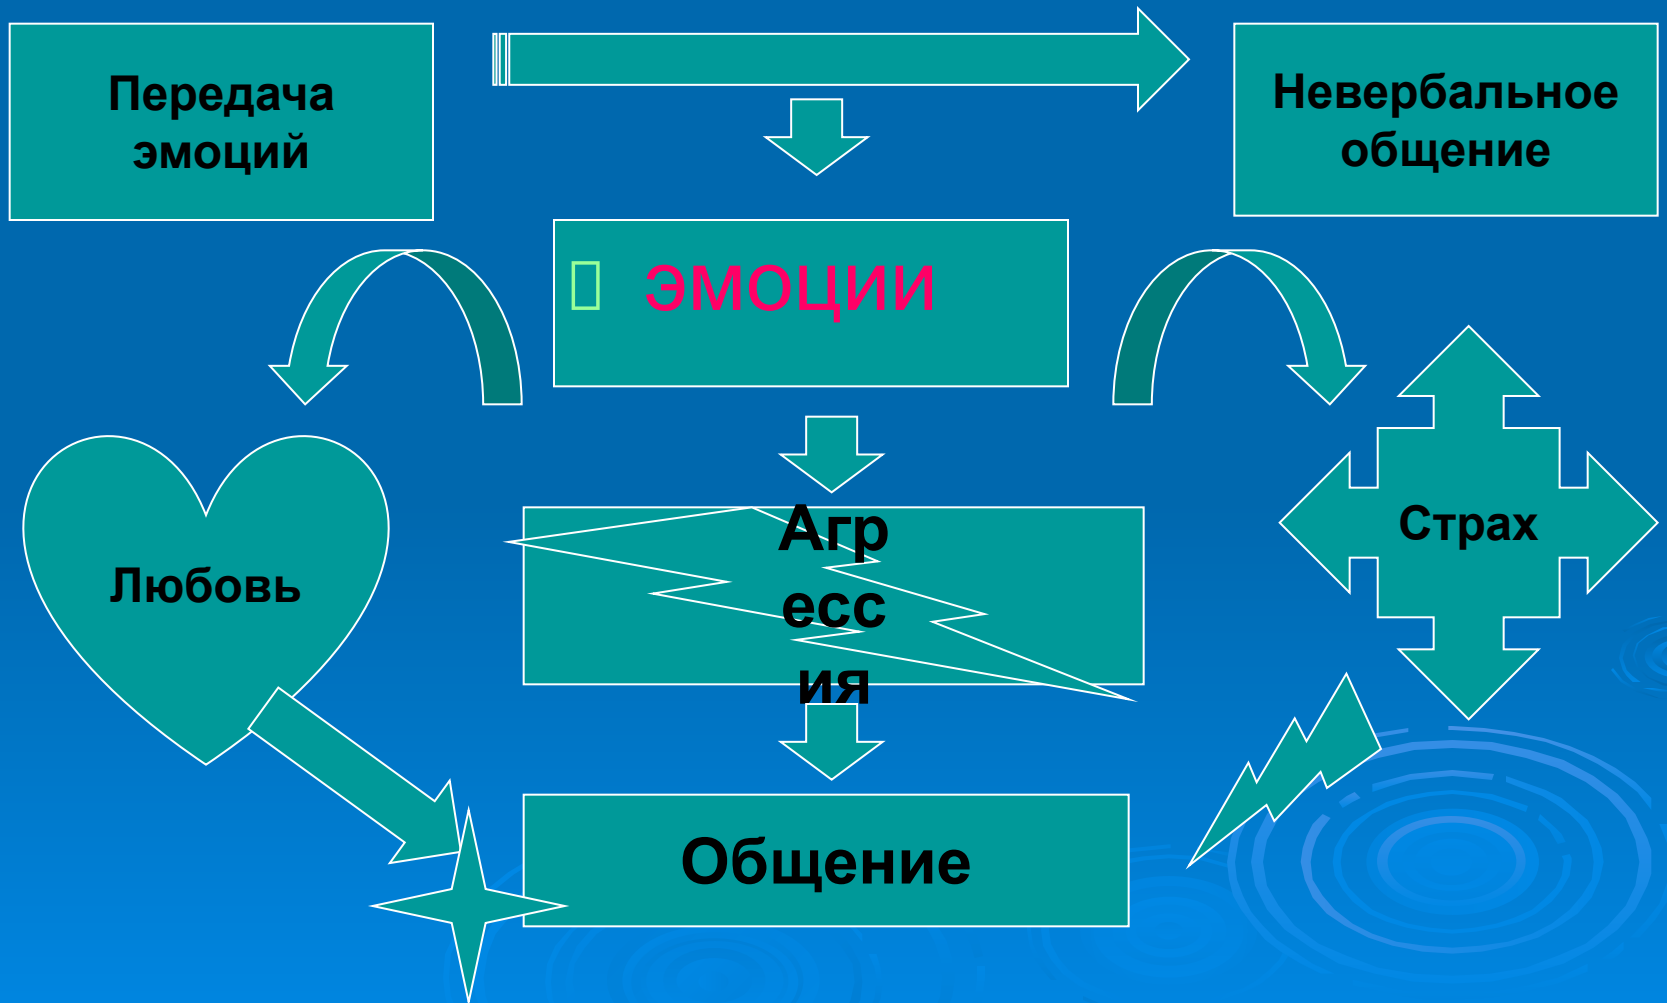 Передача
эмоций
Невербальное
общение
ЭМОЦИИ
Любовь
Агр
есс
ия
Страх
Общение